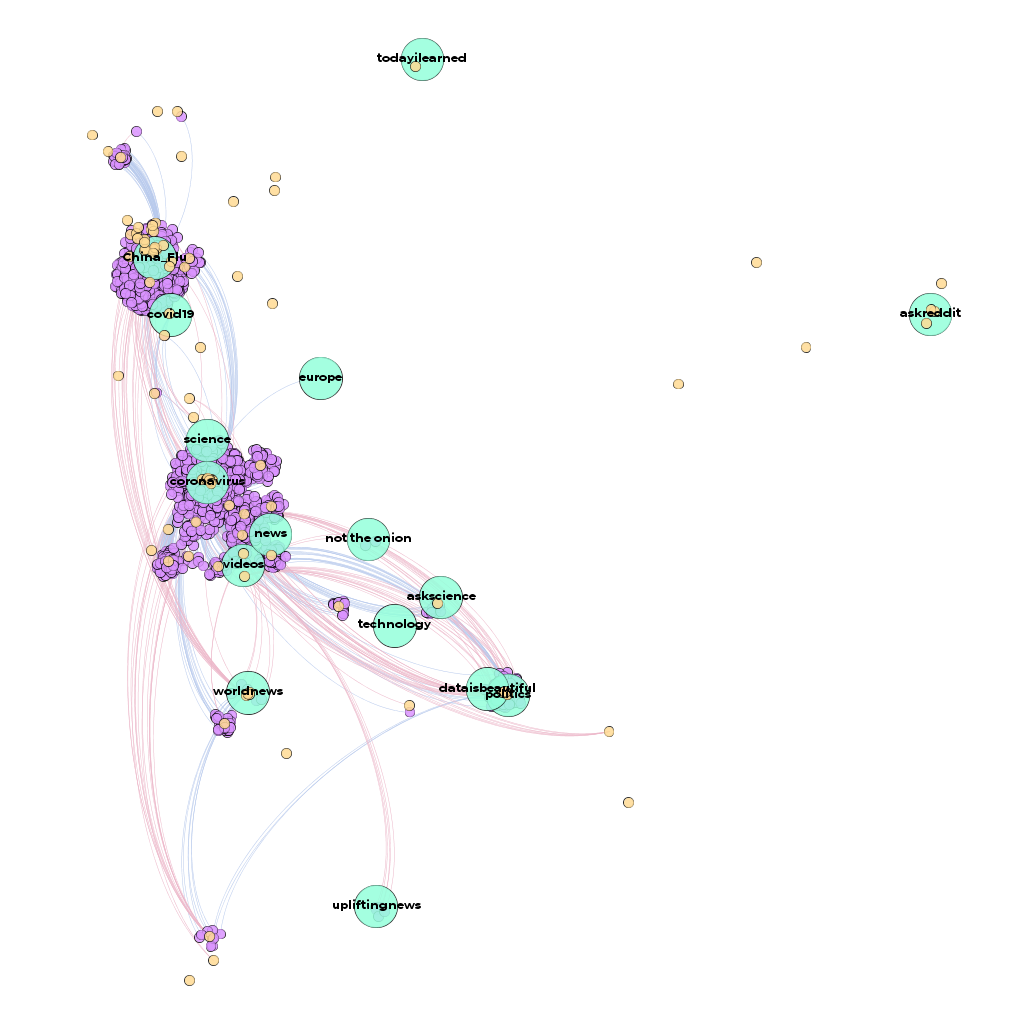 todayilearned
China_Flu
covid19
askreddit
europe
science
coronavirus
news
not the onion
videos
askscience
technology
worldnews
dataisbeautiful
politics
upliftingnews